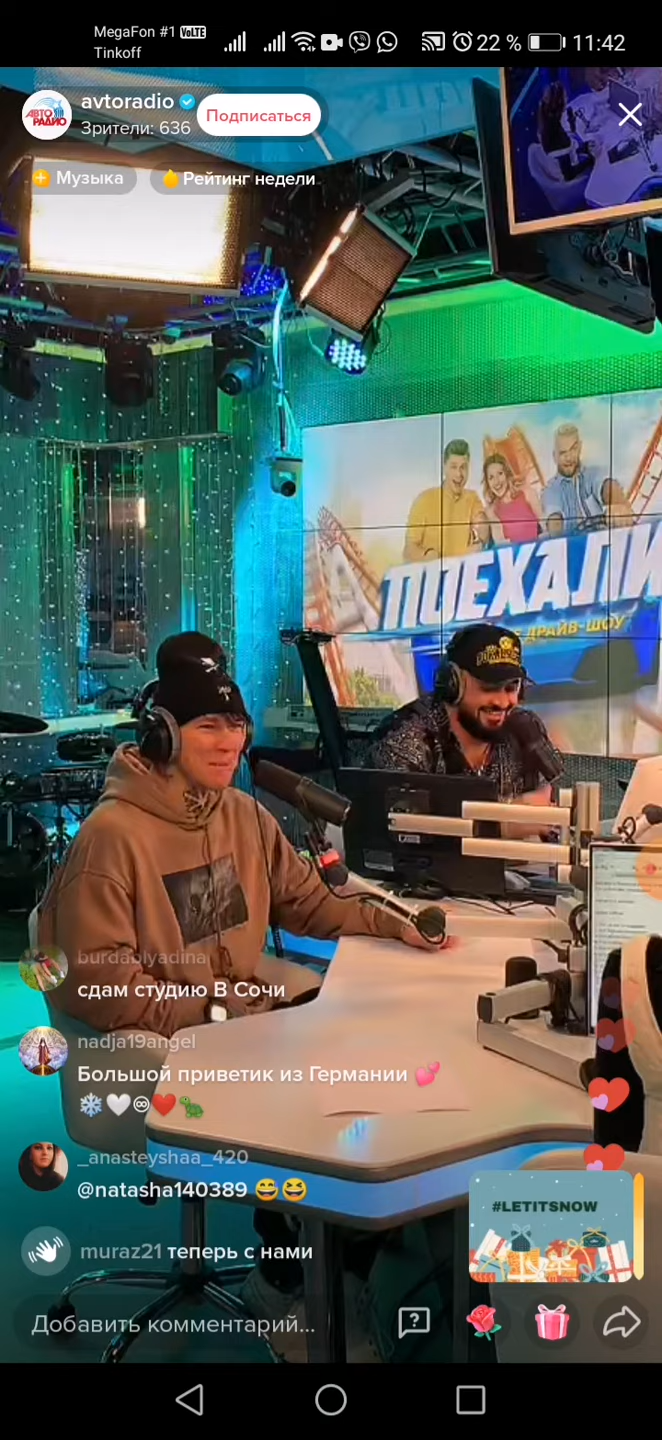 MegaFon #1 VoLTE
Tinkoff
22 % 11:42
avtoradio
Зрители: 636
Подписаться
АВТО
РАДИО
Музыка
Рейтинг недели
ПОЕХАЛИ
ДРАЙВ-ШОУ
burdablyadina
сдам студию В Сочи
nadja19angel
Большой приветик из Германии 💕
❄️🤍♾️❤️🐢
_anasteyshaa_420
@natasha140389 😅😆
muraz21 теперь с нами
#LETITSNOW
Добавить комментарий...